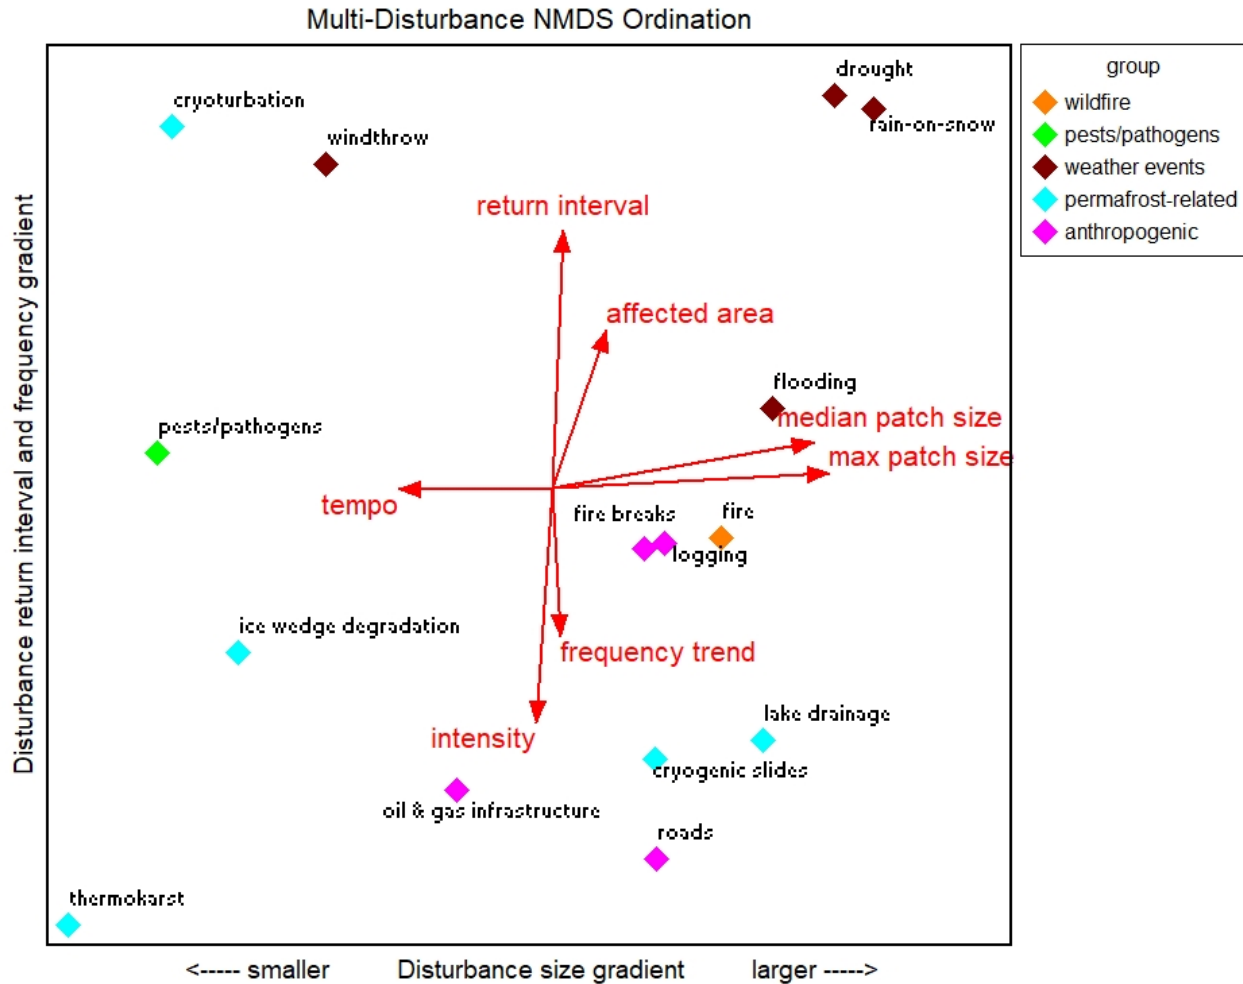 Multi-Disturbance NMDS Ordination
drought
rain-on-snow
cryoturbation
windthrow
return interval
affected area
flooding
median patch size
max patch size
pests/pathogens
tempo
fire breaks
fire
logging
ice wedge degradation
frequency trend
intensity
lake drainage
cryogenic slides
oil & gas infrastructure
roads
thermokarst
group
wildfire
pests/pathogens
weather events
permafrost-related
anthropogenic
Disturbance return interval and frequency gradient
<----- smaller Disturbance size gradient larger ----->